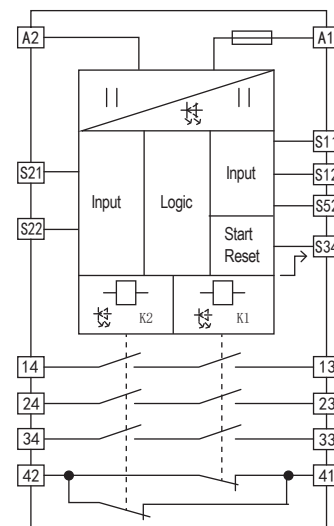 A2 A1
S11
S21 Input Logic Input S12
S52
S22 Start S34
Reset
K2 K1
14 13
24 23
34 33
42 41